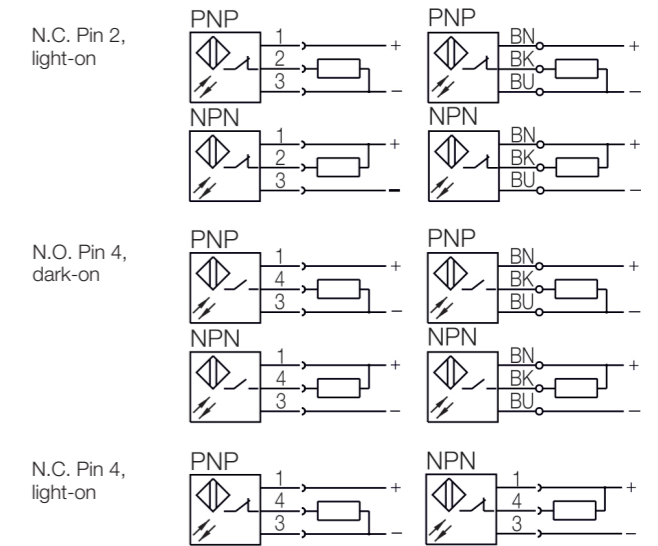 N.C. Pin 2,
light-on
PNP
1
+
2
3
−
PNP
BN
+
BK
BU
−
NPN
1
+
2
3
−
NPN
BN
+
BK
BU
−
N.O. Pin 4,
dark-on
PNP
1
+
4
3
−
PNP
BN
+
BK
BU
−
NPN
1
+
4
3
−
NPN
BN
+
BK
BU
−
N.C. Pin 4,
light-on
PNP
1
+
4
3
−
NPN
1
+
4
3
−